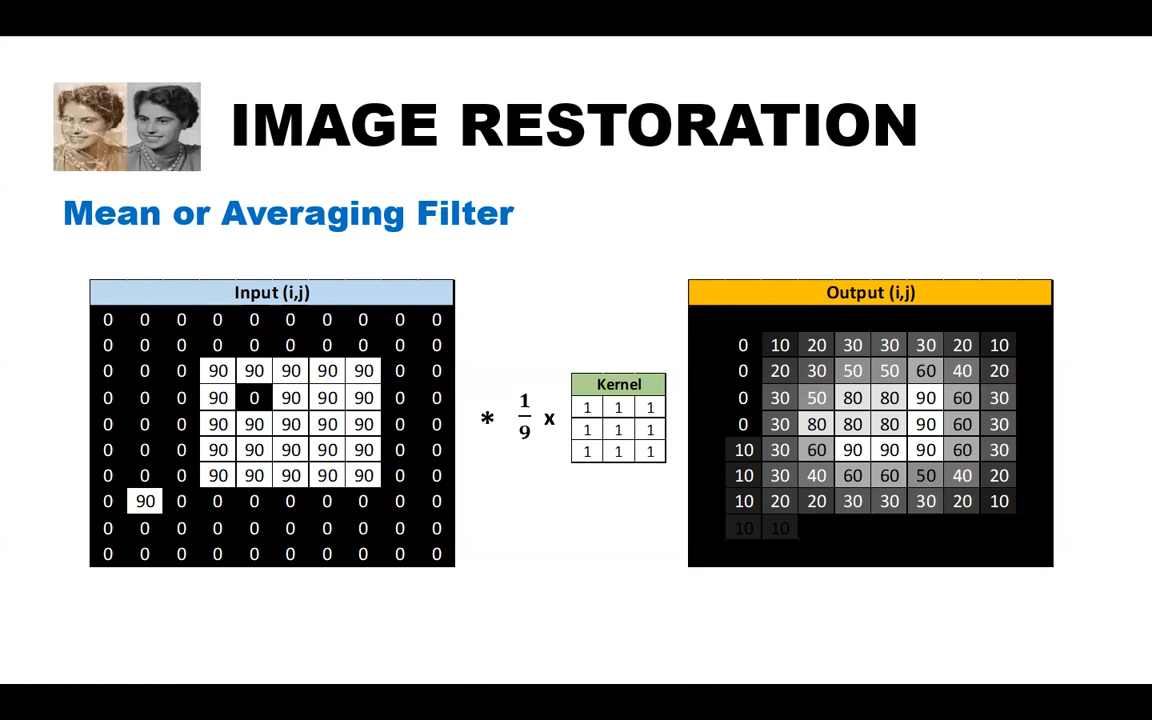 IMAGE RESTORATION
Mean or Averaging Filter
Input (i,j)
0 0 0 0 0 0 0 0 0 0
0 0 0 0 0 0 0 0 0 0
0 0 0 90 90 90 90 90 0 0
0 0 0 90 0 90 90 90 0 0
0 0 0 90 90 90 90 90 0 0
0 0 0 90 90 90 90 90 0 0
0 0 0 90 90 90 90 90 0 0
0 90 0 0 0 0 0 0 0 0
0 0 0 0 0 0 0 0 0 0
0 0 0 0 0 0 0 0 0 0
* 1/9 x
Kernel
1 1 1
1 1 1
1 1 1
Output (i,j)
0 10 20 30 30 30 20 10
0 20 30 50 50 60 40 20
0 30 50 80 80 90 60 30
0 30 80 80 80 90 60 30
10 30 60 90 90 90 60 30
10 30 40 60 60 50 40 20
10 20 20 30 30 30 20 10
10 10